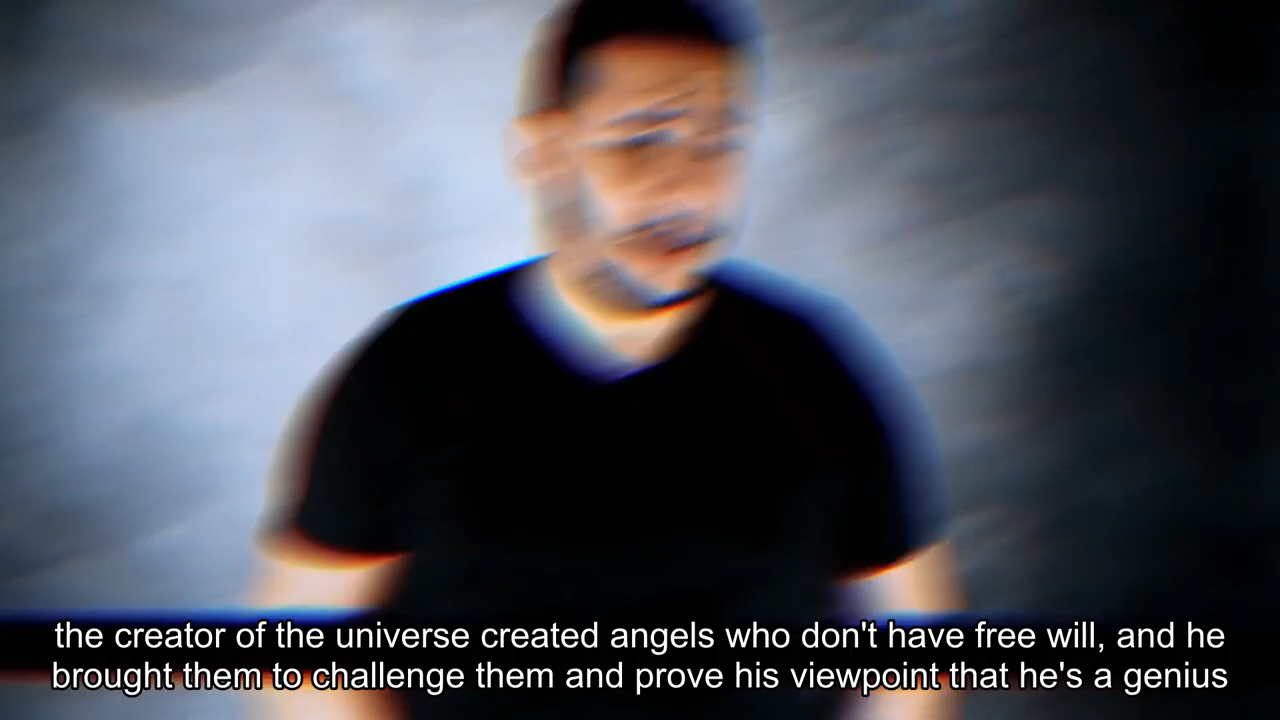 the creator of the universe created angels who don't have free will, and he
brought them to challenge them and prove his viewpoint that he's a genius